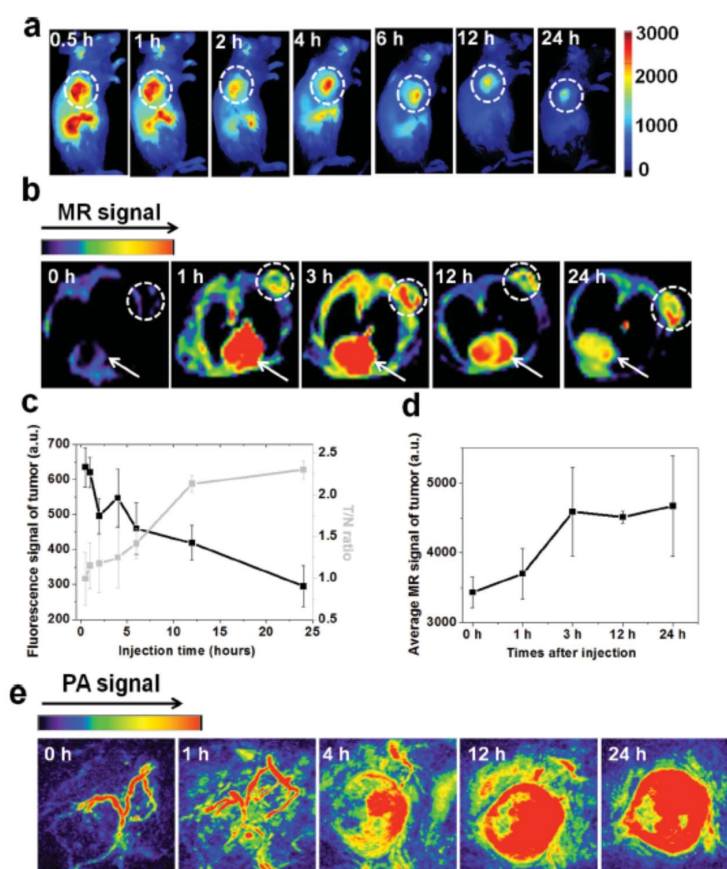 a
0.5 h 1 h 2 h 4 h 6 h 12 h 24 h
3000
2000
1000
0
b
MR signal
0 h 1 h 3 h 12 h 24 h
c
Fluorescence signal of tumor (a.u.)
700
600
500
400
300
200
2.5
2.0
1.5
1.0
0.5
T/N ratio
0 5 10 15 20 25
Injection time (hours)
d
Average MR signal of tumor (a.u.)
5000
4000
3000
0 h 1 h 3 h 12 h 24 h
Times after injection
e
PA signal
0 h 1 h 4 h 12 h 24 h